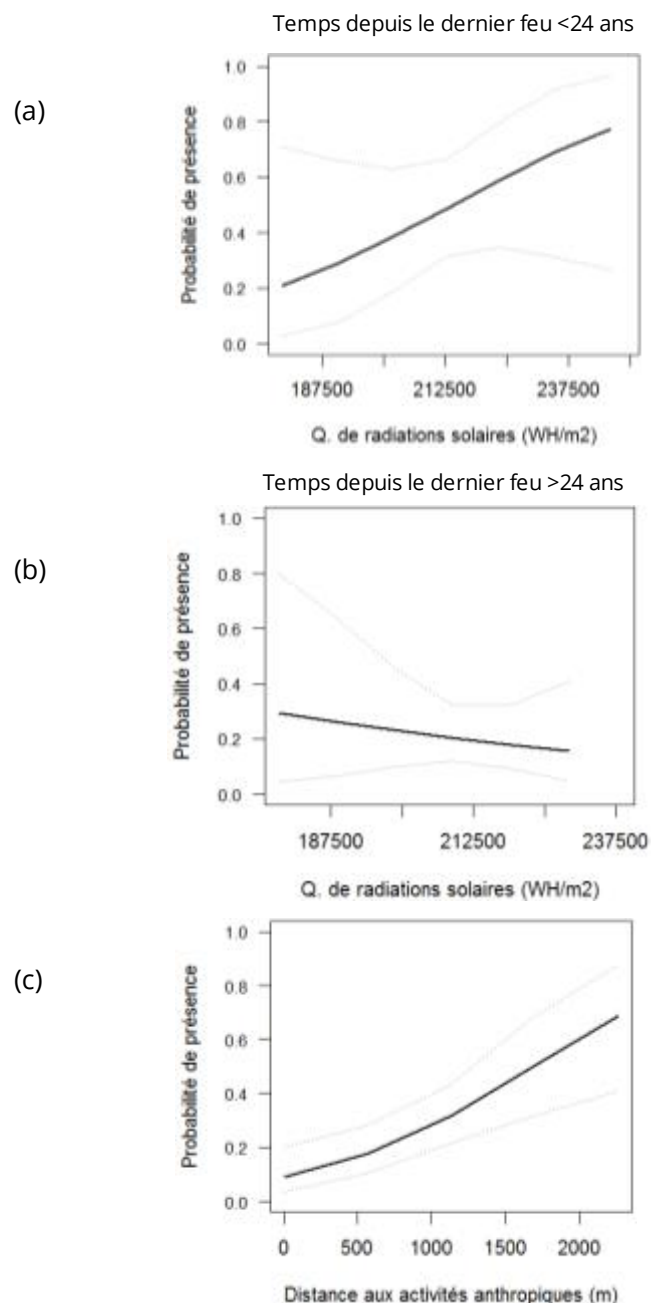 Temps depuis le dernier feu <24 ans
(a)
Probabilité de présence
1.0
0.8
0.6
0.4
0.2
0.0
187500 212500 237500
Q. de radiations solaires (WH/m2)
Temps depuis le dernier feu >24 ans
(b)
Probabilité de présence
1.0
0.8
0.6
0.4
0.2
0.0
187500 212500 237500
Q. de radiations solaires (WH/m2)
(c)
Probabilité de présence
1.0
0.8
0.6
0.4
0.2
0.0
0 500 1000 1500 2000
Distance aux activités anthropiques (m)